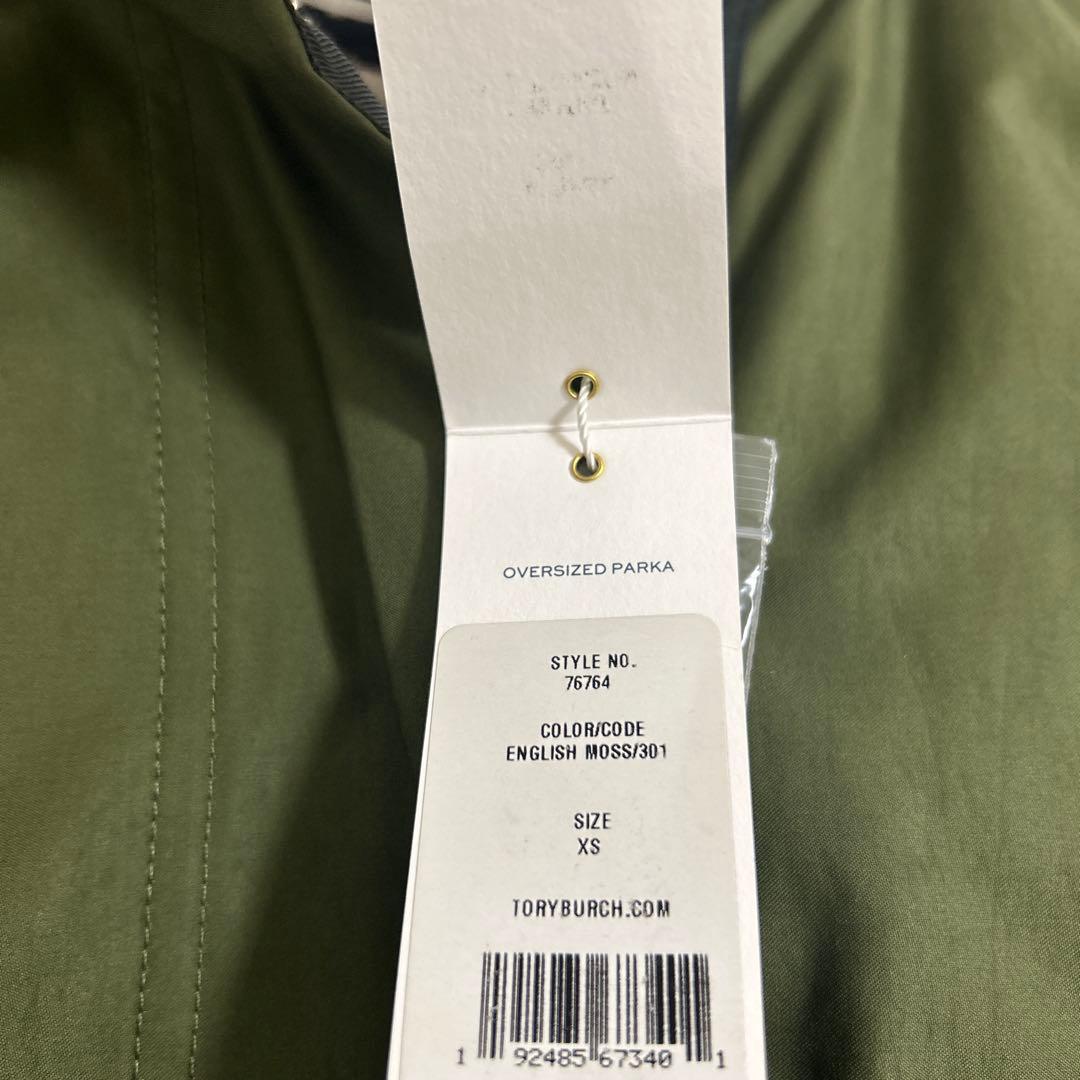 OVERSIZED PARKA
STYLE NO.
76764
COLOR/CODE
ENGLISH MOSS/301
SIZE
XS
TORYBURCH.COM
1 92485 67340 1